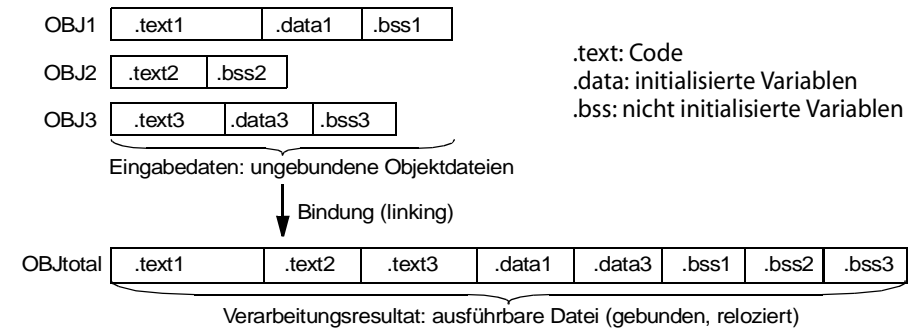 OBJ1 .text1 .data1 .bss1
OBJ2 .text2 .bss2
OBJ3 .text3 .data3 .bss3
.text: Code
.data: initialisierte Variablen
.bss: nicht initialisierte Variablen
Eingabedaten: ungebundene Objektdateien
Bindung (linking)
OBJtotal .text1 .text2 .text3 .data1 .data3 .bss1 .bss2 .bss3
Verarbeitungsresultat: ausführbare Datei (gebunden, reloziert)